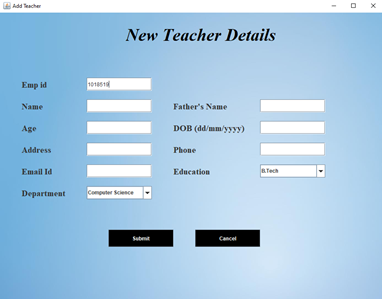 Add Teacher
New Teacher Details
Emp id 1018519
Name Father's Name
Age DOB (dd/mm/yyyy)
Address Phone
Email Id Education B.Tech
Department Computer Science
Submit Cancel